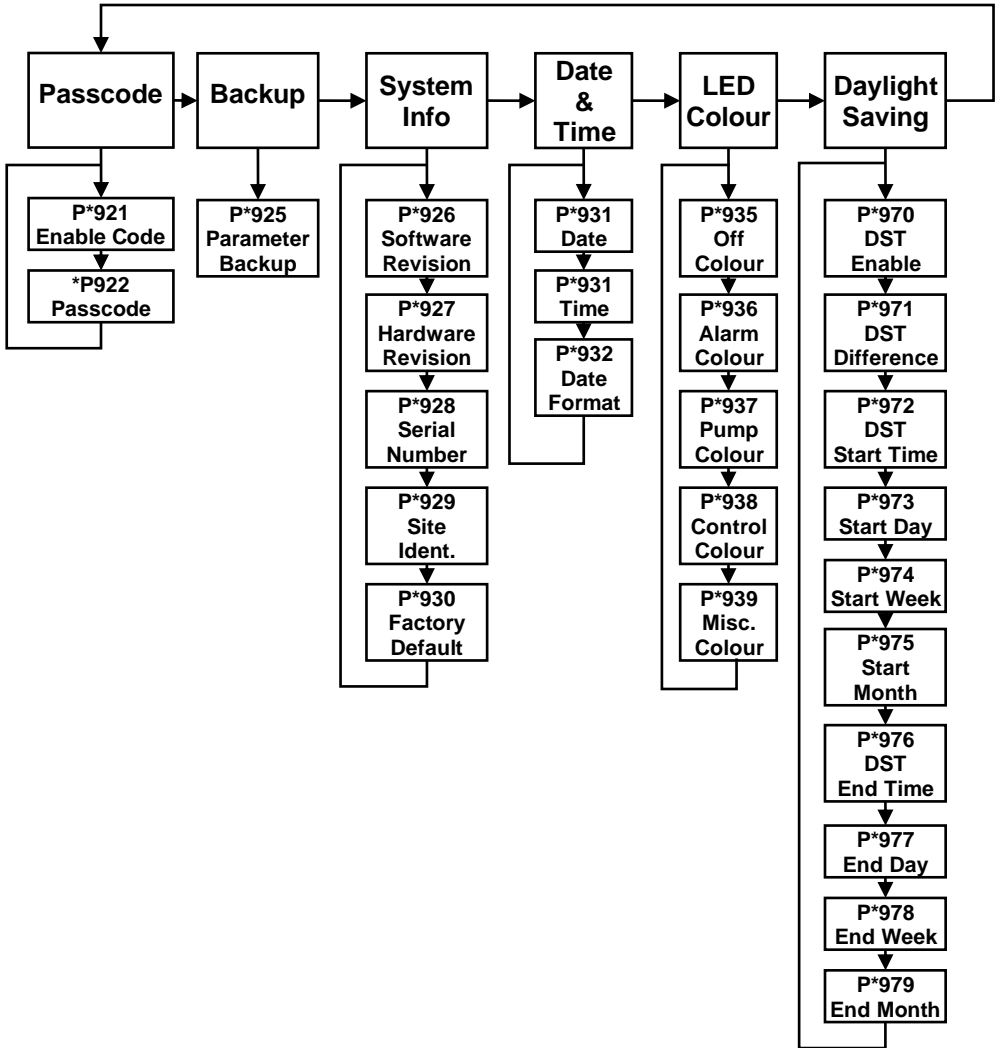 Passcode
Backup
System
Info
Date
&
Time
LED
Colour
Daylight
Saving
P*921
Enable Code
*P922
Passcode
P*925
Parameter
Backup
P*926
Software
Revision
P*927
Hardware
Revision
P*928
Serial
Number
P*929
Site
Ident.
P*930
Factory
Default
P*931
Date
P*931
Time
P*932
Date
Format
P*935
Off
Colour
P*936
Alarm
Colour
P*937
Pump
Colour
P*938
Control
Colour
P*939
Misc.
Colour
P*970
DST
Enable
P*971
DST
Difference
P*972
DST
Start Time
P*973
Start Day
P*974
Start Week
P*975
Start
Month
P*976
DST
End Time
P*977
End Day
P*978
End Week
P*979
End Month